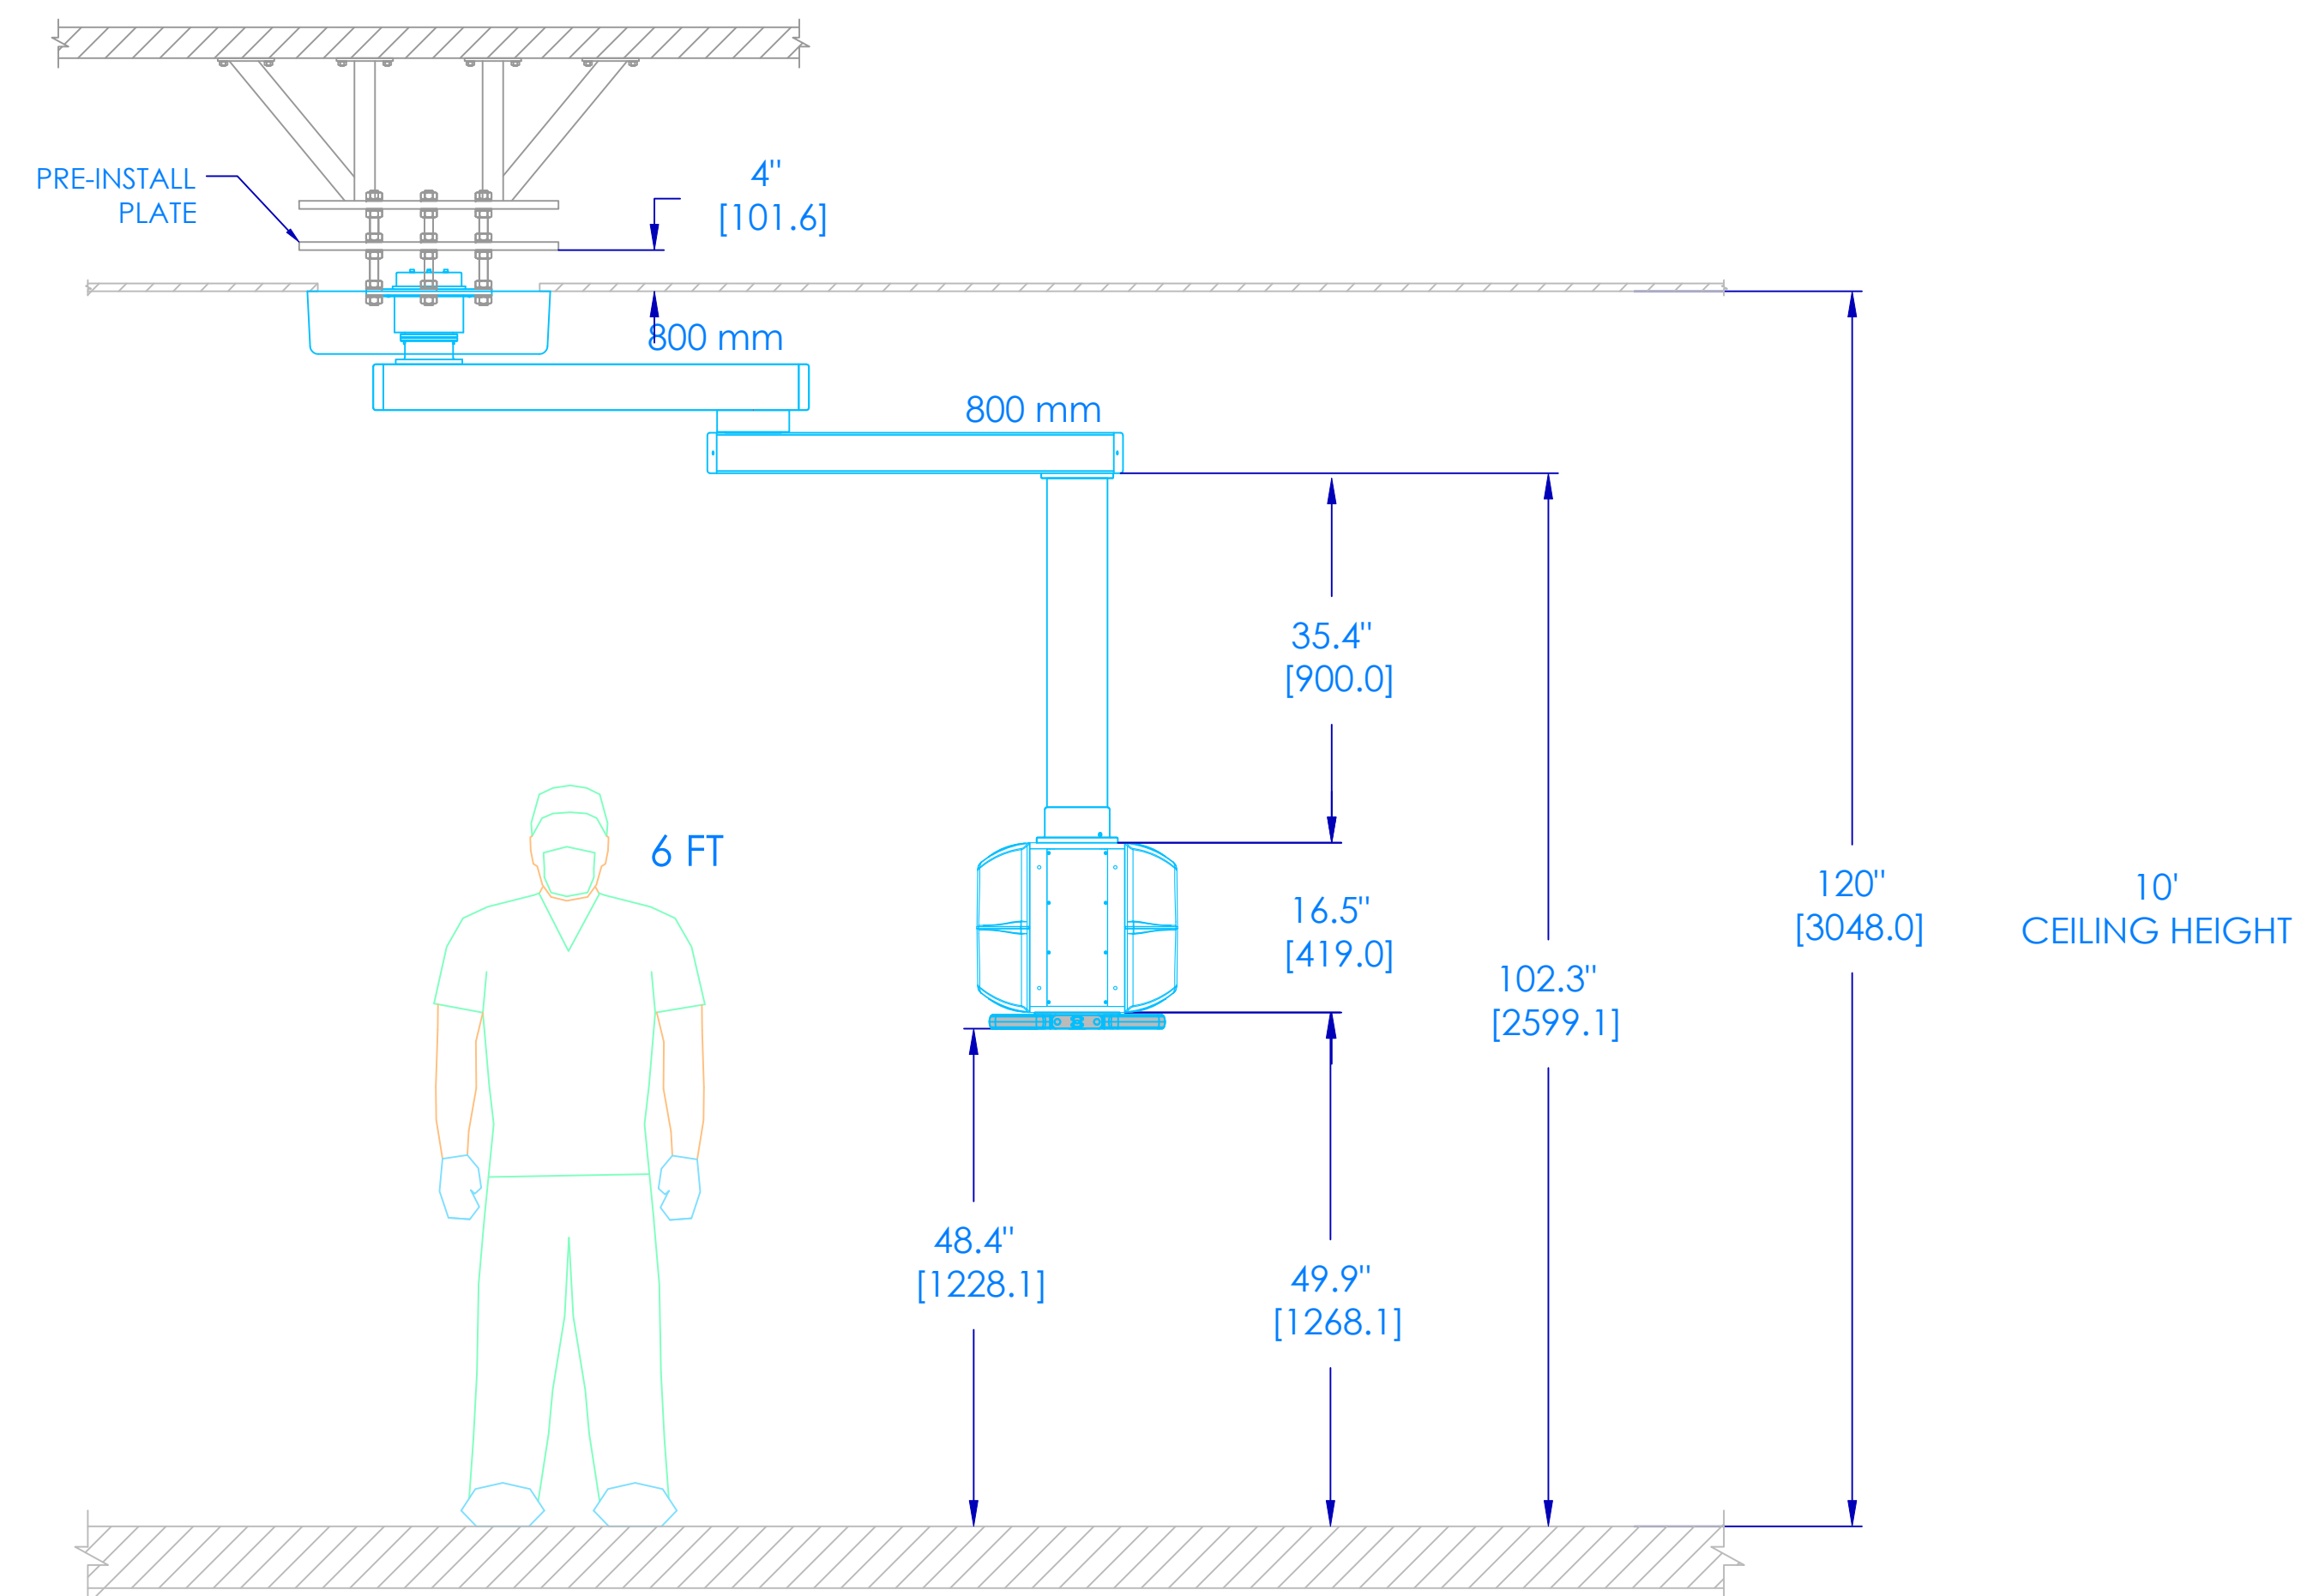 PRE-INSTALL
PLATE
4"
[101.6]
800 mm
800 mm
35.4"
[900.0]
6 FT
16.5"
[419.0]
120"
[3048.0]
10'
CEILING HEIGHT
102.3"
[2599.1]
48.4"
[1228.1]
49.9"
[1268.1]